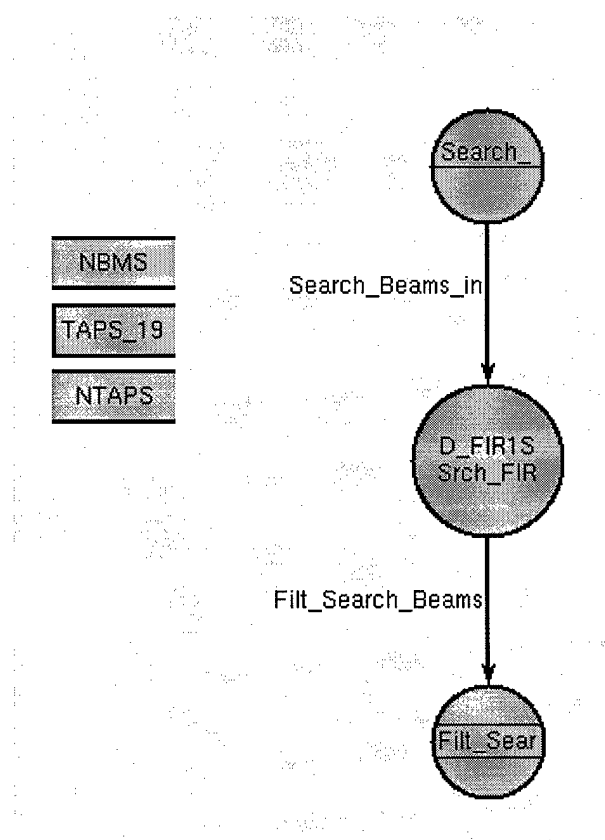 Search_
NBMS
Search_Beams_in
TAPS_19
NTAPS
D_FIR1S
Srch_FIR
Filt_Search_Beams
Filt_Sear